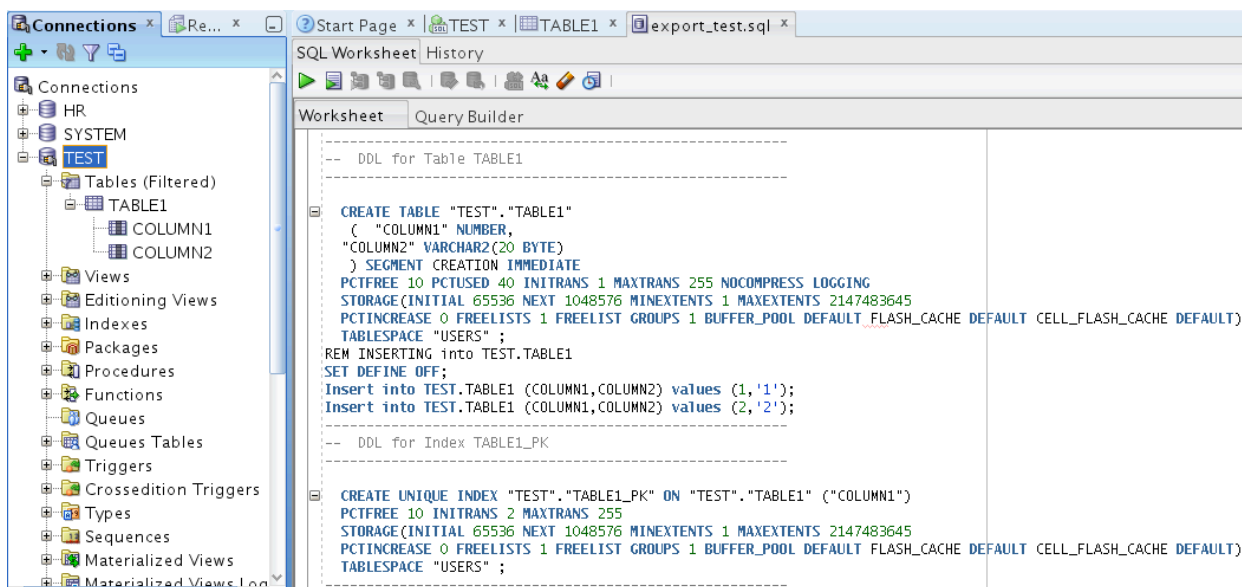 Connections
Re...
Start Page
TEST
TABLE1
export_test.sql
SQL Worksheet History
Connections
HR
SYSTEM
TEST
Tables (Filtered)
TABLE1
COLUMN1
COLUMN2
Views
Editioning Views
Indexes
Packages
Procedures
Functions
Queues
Queues Tables
Triggers
Crossedition Triggers
Types
Sequences
Materialized Views
Materialized Views Log
Worksheet Query Builder
--------------------------------------------------------
-- DDL for Table TABLE1
--------------------------------------------------------
CREATE TABLE "TEST"."TABLE1"
( "COLUMN1" NUMBER,
"COLUMN2" VARCHAR2(20 BYTE)
) SEGMENT CREATION IMMEDIATE
PCTFREE 10 PCTUSED 40 INITRANS 1 MAXTRANS 255 NOCOMPRESS LOGGING
STORAGE(INITIAL 65536 NEXT 1048576 MINEXTENTS 1 MAXEXTENTS 2147483645
PCTINCREASE 0 FREELISTS 1 FREELIST GROUPS 1 BUFFER_POOL DEFAULT FLASH_CACHE DEFAULT CELL_FLASH_CACHE DEFAULT)
TABLESPACE "USERS" ;
REM INSERTING into TEST.TABLE1
SET DEFINE OFF;
Insert into TEST.TABLE1 (COLUMN1,COLUMN2) values (1,'1');
Insert into TEST.TABLE1 (COLUMN1,COLUMN2) values (2,'2');
--------------------------------------------------------
-- DDL for Index TABLE1_PK
--------------------------------------------------------
CREATE UNIQUE INDEX "TEST"."TABLE1_PK" ON "TEST"."TABLE1" ("COLUMN1")
PCTFREE 10 INITRANS 2 MAXTRANS 255
STORAGE(INITIAL 65536 NEXT 1048576 MINEXTENTS 1 MAXEXTENTS 2147483645
PCTINCREASE 0 FREELISTS 1 FREELIST GROUPS 1 BUFFER_POOL DEFAULT FLASH_CACHE DEFAULT CELL_FLASH_CACHE DEFAULT)
TABLESPACE "USERS" ;
--------------------------------------------------------